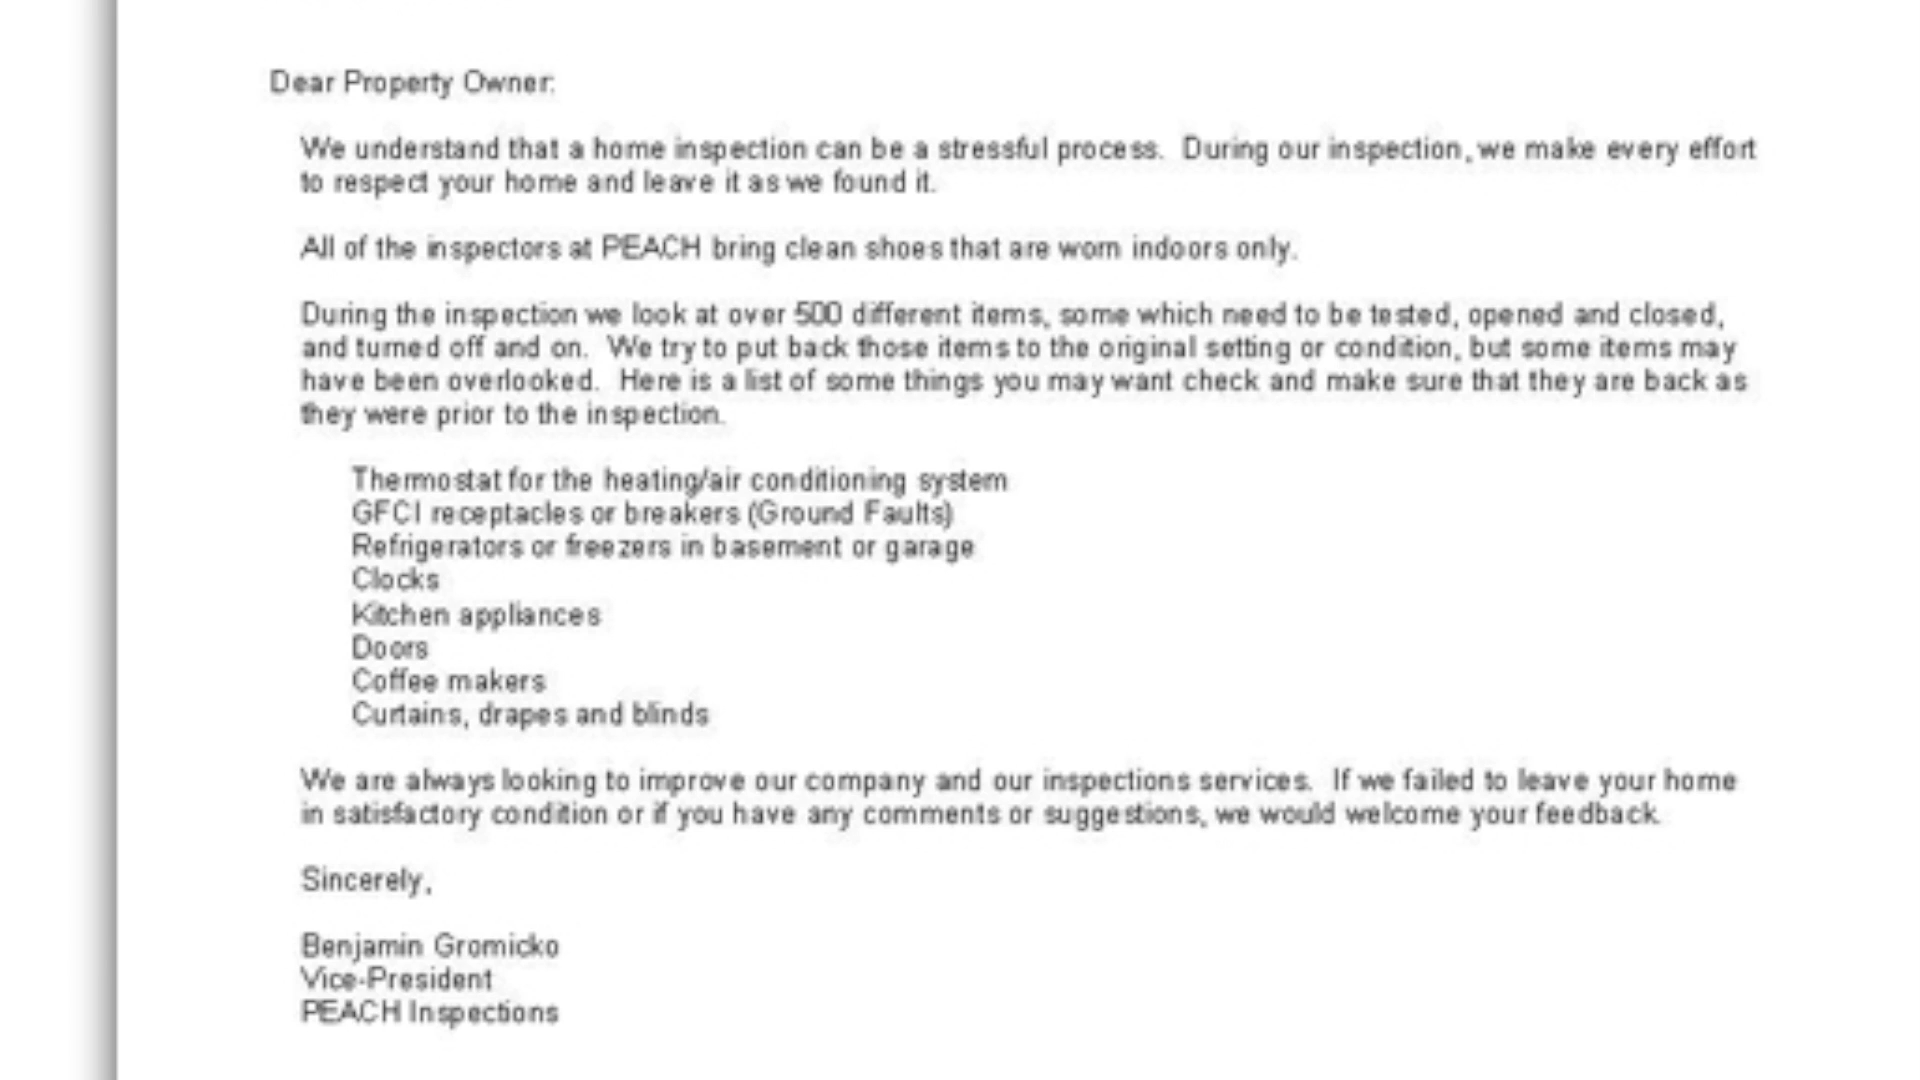 Dear Property Owner:
We understand that a home inspection can be a stressful process. During our inspection, we make every effort
to respect your home and leave it as we found it.
All of the inspectors at PEACH bring clean shoes that are worn indoors only.
During the inspection we look at over 500 different items, some which need to be tested, opened and closed,
and turned off and on. We try to put back those items to the original setting or condition, but some items may
have been overlooked. Here is a list of some things you may want check and make sure that they are back as
they were prior to the inspection.
Thermostat for the heating/air conditioning system
GFCI receptacles or breakers (Ground Faults)
Refrigerators or freezers in basement or garage
Clocks
Kitchen appliances
Doors
Coffee makers
Curtains, drapes and blinds
We are always looking to improve our company and our inspections services. If we failed to leave your home
in satisfactory condition or if you have any comments or suggestions, we would welcome your feedback.
Sincerely,
Benjamin Gromicko
Vice-President
PEACH Inspections